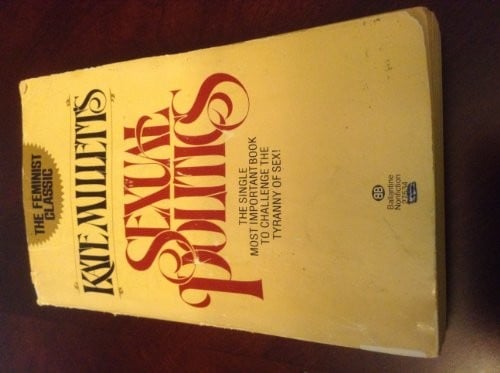 THE FEMINIST
CLASSIC
KATE MILLETT'S
SEXUAL
POLITICS
THE SINGLE
MOST IMPORTANT BOOK
TO CHALLENGE THE
TYRANNY OF SEX!
BB
Ballantine
Nonfiction